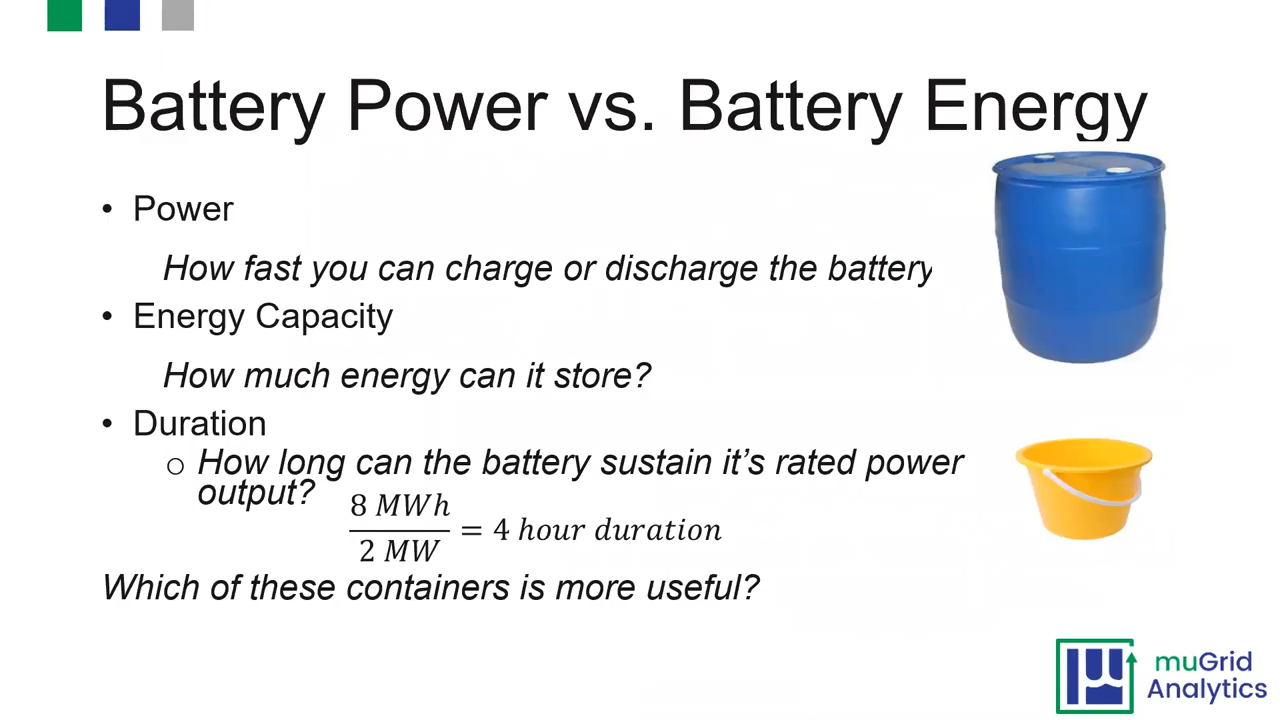 Battery Power vs. Battery Energy
• Power
How fast you can charge or discharge the battery
• Energy Capacity
How much energy can it store?
• Duration
o How long can the battery sustain it’s rated power
output?
8 MWh
2 MW
= 4 hour duration
Which of these containers is more useful?
muGrid
Analytics